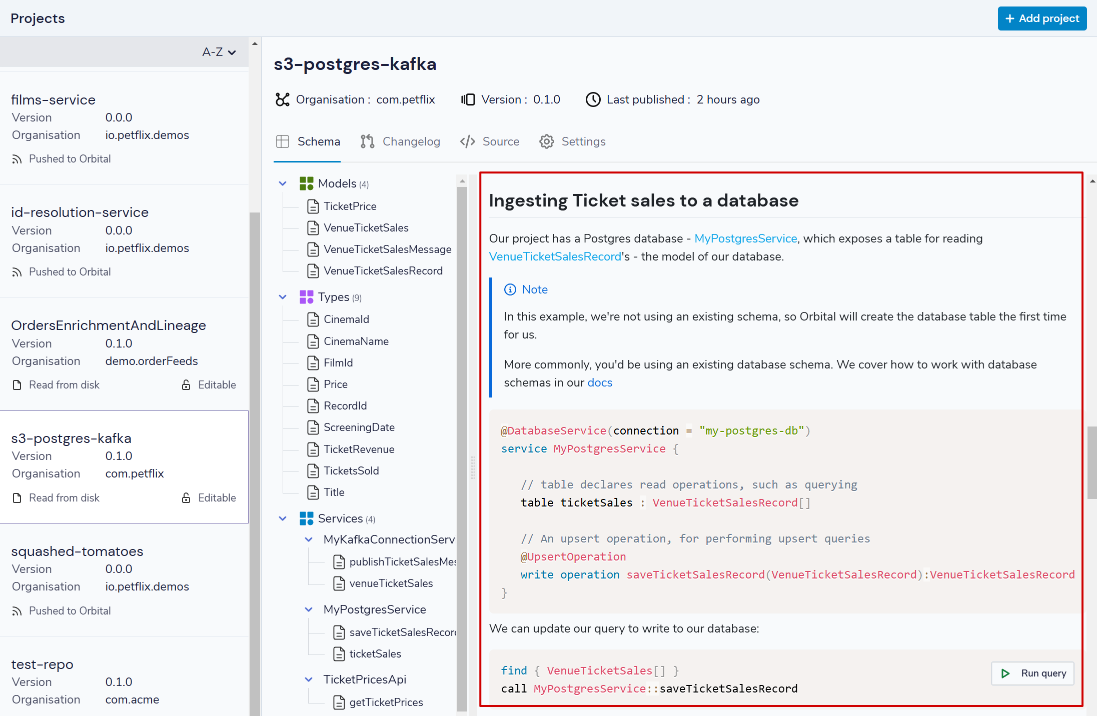 Projects
+ Add project
A-Z
films-service
Version 0.0.0
Organisation io.petflix.demos
Pushed to Orbital
id-resolution-service
Version 0.0.0
Organisation io.petflix.demos
Pushed to Orbital
OrdersEnrichmentAndLineage
Version 0.1.0
Organisation demo.orderFeeds
Read from disk Editable
s3-postgres-kafka
Version 0.1.0
Organisation com.petflix
Read from disk Editable
squashed-tomatoes
Version 0.0.0
Organisation io.petflix.demos
Pushed to Orbital
test-repo
Version 0.1.0
Organisation com.acme
s3-postgres-kafka
Organisation : com.petflix Version : 0.1.0 Last published : 2 hours ago
Schema Changelog Source Settings
Models (4)
TicketPrice
VenueTicketSales
VenueTicketSalesMessage
VenueTicketSalesRecord
Types (9)
CinemaId
CinemaName
FilmId
Price
RecordId
ScreeningDate
TicketRevenue
TicketsSold
Title
Services (4)
MyKafkaConnectionServ
publishTicketSalesMes
venueTicketSales
MyPostgresService
saveTicketSalesRecor
ticketSales
TicketPricesApi
getTicketPrices
Ingesting Ticket sales to a database
Our project has a Postgres database - MyPostgresService, which exposes a table for reading
VenueTicketSalesRecord's - the model of our database.
Note
In this example, we're not using an existing schema, so Orbital will create the database table the first time
for us.
More commonly, you'd be using an existing database schema. We cover how to work with database
schemas in our docs
@DatabaseService(connection = "my-postgres-db")
service MyPostgresService {
// table declares read operations, such as querying
table ticketSales : VenueTicketSalesRecord[]
// An upsert operation, for performing upsert queries
@UpsertOperation
write operation saveTicketSalesRecord(VenueTicketSalesRecord):VenueTicketSalesRecord
}
We can update our query to write to our database:
find { VenueTicketSales[] }
call MyPostgresService::saveTicketSalesRecord
Run query